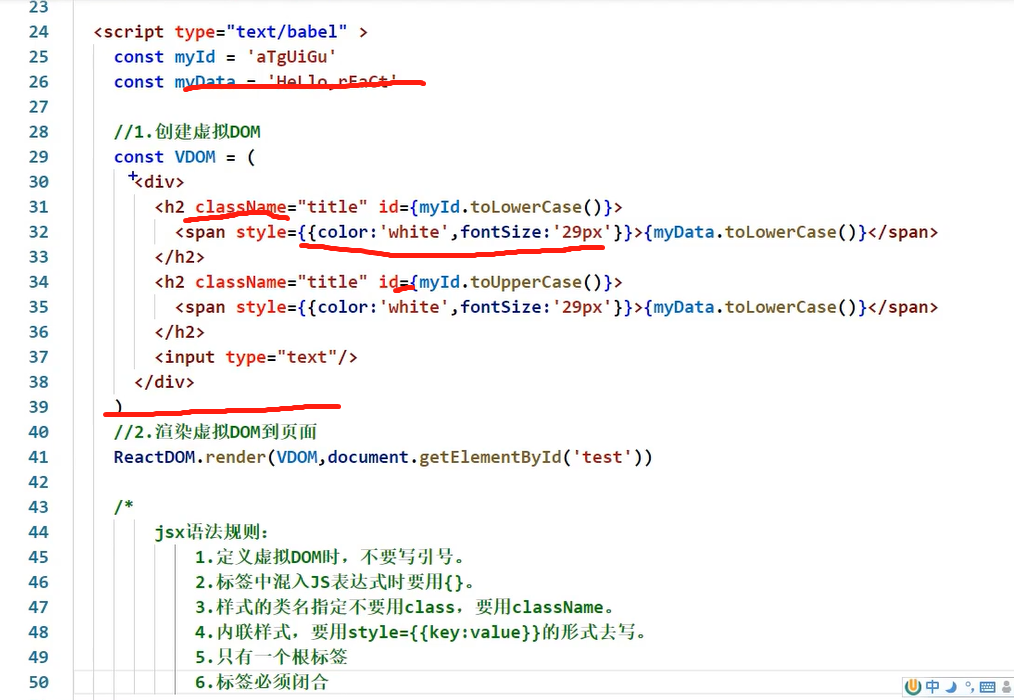 23
24 <script type="text/babel" >
25 const myId = 'aTgUiGu'
26 const myData = 'HeLlo,rEaCt'
27
28 //1.创建虚拟DOM
29 const VDOM = (
30 <div>
31 <h2 className="title" id={myId.toLowerCase()}>
32 <span style={{color:'white',fontSize:'29px'}}>{myData.toLowerCase()}</span>
33 </h2>
34 <h2 className="title" id={myId.toUpperCase()}>
35 <span style={{color:'white',fontSize:'29px'}}>{myData.toLowerCase()}</span>
36 </h2>
37 <input type="text"/>
38 </div>
39 )
40 //2.渲染虚拟DOM到页面
41 ReactDOM.render(VDOM,document.getElementById('test'))
42
43 /*
44 jsx语法规则:
45 1.定义虚拟DOM时，不要写引号。
46 2.标签中混入JS表达式时要用{}。
47 3.样式的类名指定不要用class，要用className。
48 4.内联样式，要用style={{key:value}}的形式去写。
49 5.只有一个根标签
50 6.标签必须闭合
中